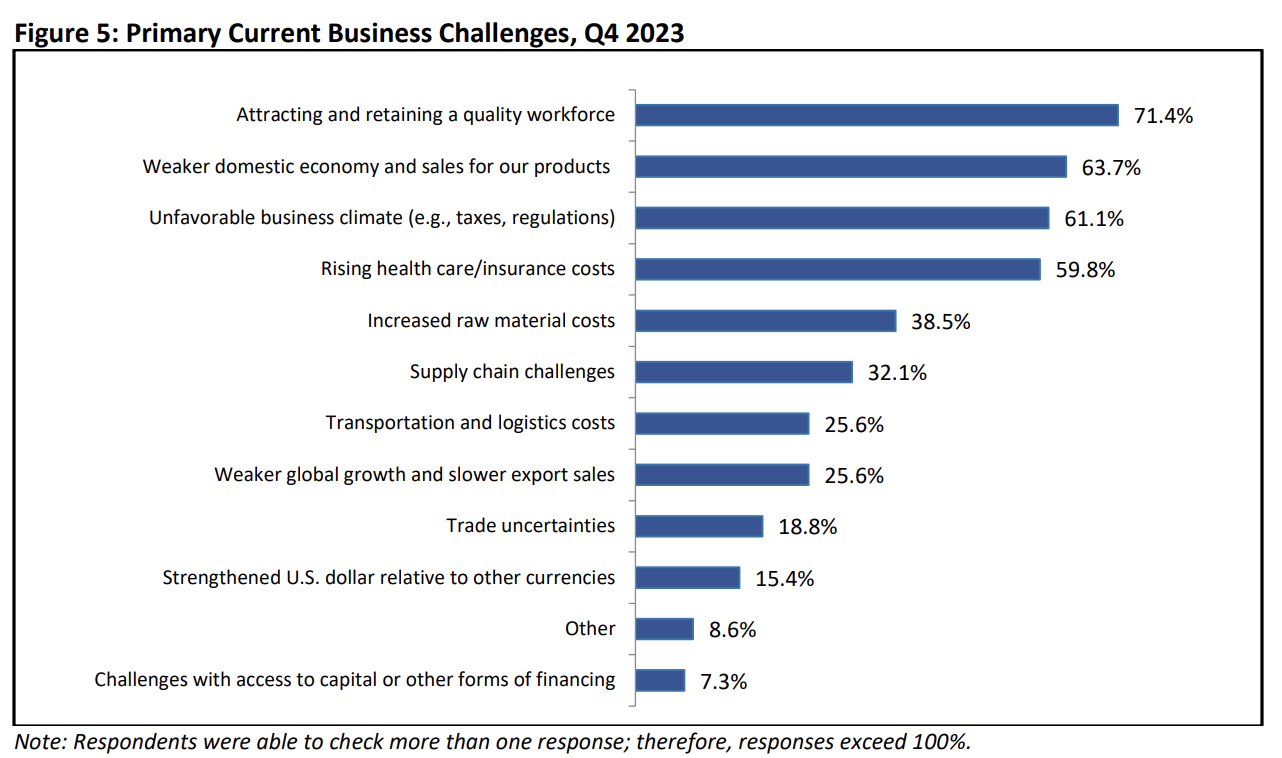 Figure 5: Primary Current Business Challenges, Q4 2023
Attracting and retaining a quality workforce 71.4%
Weaker domestic economy and sales for our products 63.7%
Unfavorable business climate (e.g., taxes, regulations) 61.1%
Rising health care/insurance costs 59.8%
Increased raw material costs 38.5%
Supply chain challenges 32.1%
Transportation and logistics costs 25.6%
Weaker global growth and slower export sales 25.6%
Trade uncertainties 18.8%
Strengthened U.S. dollar relative to other currencies 15.4%
Other 8.6%
Challenges with access to capital or other forms of financing 7.3%
Note: Respondents were able to check more than one response; therefore, responses exceed 100%.